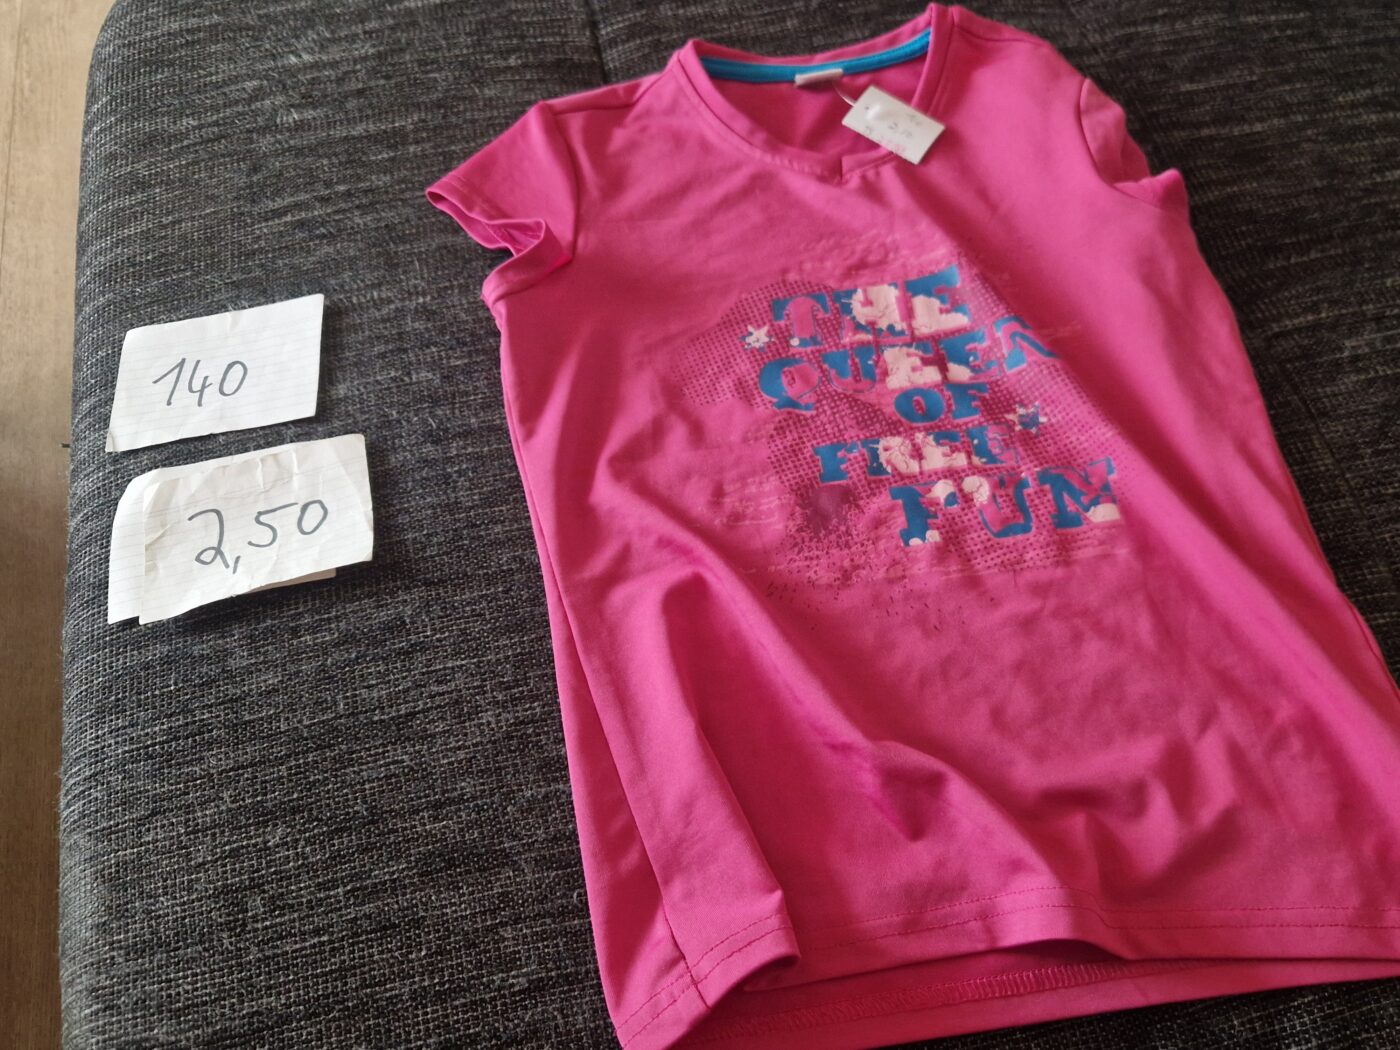 140
2,50
THE
QUEEN
OF
FREE
FUN